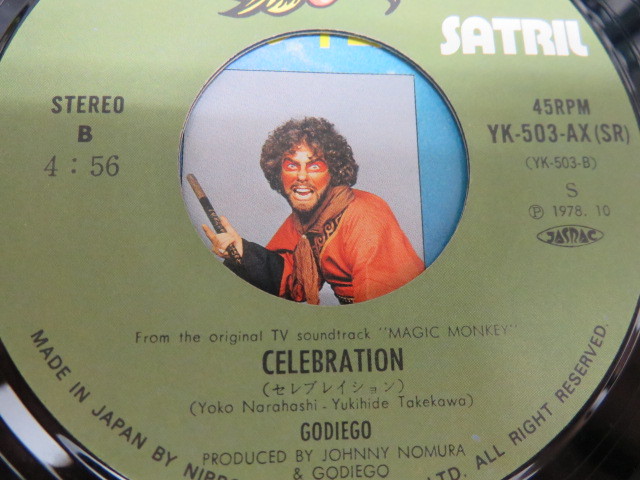 SATRIL
STEREO
B
4:56
45RPM
YK-503-AX(SR)
(YK-503-B)
S
Ⓟ 1978. 10
JASRAC
From the original TV soundtrack "MAGIC MONKEY"
CELEBRATION
(セレブレイション)
(Yoko Narahashi - Yukihide Takekawa)
GODIEGO
PRODUCED BY JOHNNY NOMURA
& GODIEGO
MADE IN JAPAN BY LTD. ALL RIGHTS RESERVED.